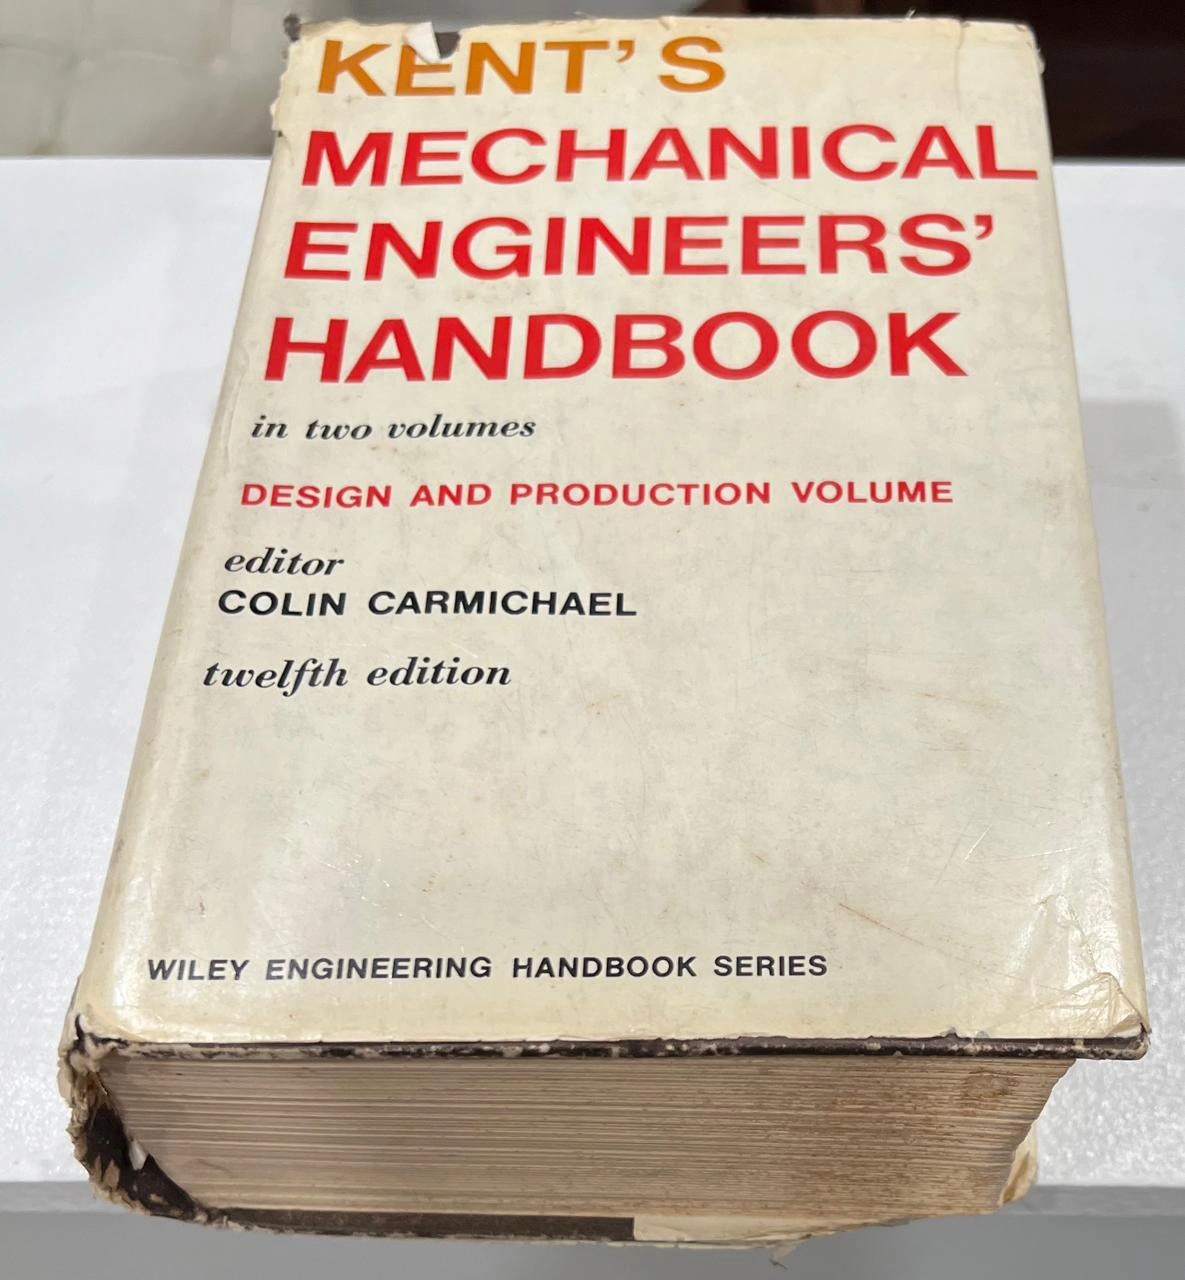 KENT'S
MECHANICAL
ENGINEERS'
HANDBOOK
in two volumes
DESIGN AND PRODUCTION VOLUME
editor
COLIN CARMICHAEL
twelfth edition
WILEY ENGINEERING HANDBOOK SERIES